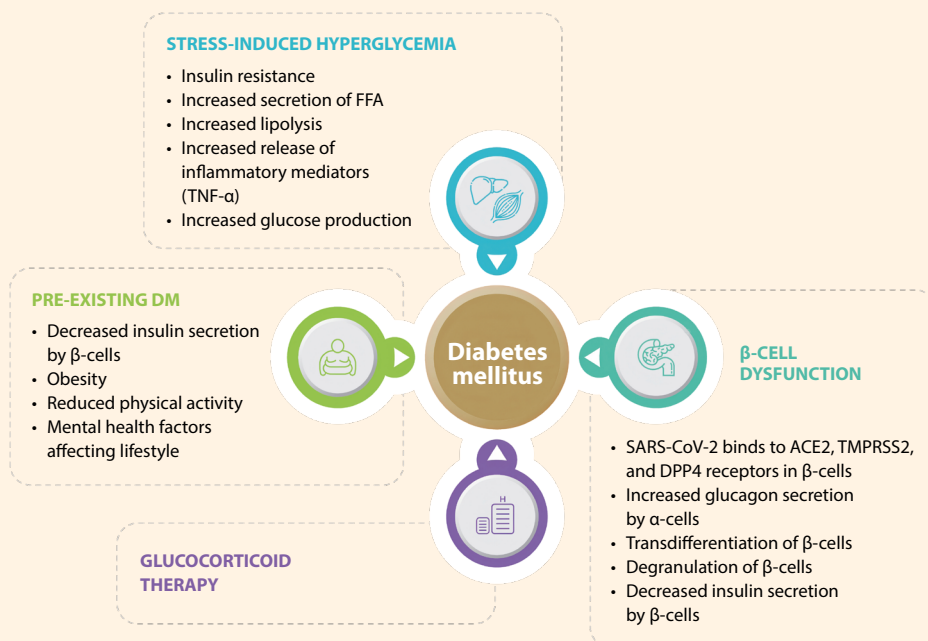 STRESS-INDUCED HYPERGLYCEMIA
• Insulin resistance
• Increased secretion of FFA
• Increased lipolysis
• Increased release of
inflammatory mediators
(TNF-α)
• Increased glucose production
PRE-EXISTING DM
• Decreased insulin secretion
by β-cells
• Obesity
• Reduced physical activity
• Mental health factors
affecting lifestyle
Diabetes
mellitus
β-CELL
DYSFUNCTION
• SARS-CoV-2 binds to ACE2, TMPRSS2,
and DPP4 receptors in β-cells
• Increased glucagon secretion
by α-cells
• Transdifferentiation of β-cells
• Degranulation of β-cells
• Decreased insulin secretion
by β-cells
H
GLUCOCORTICOID
THERAPY